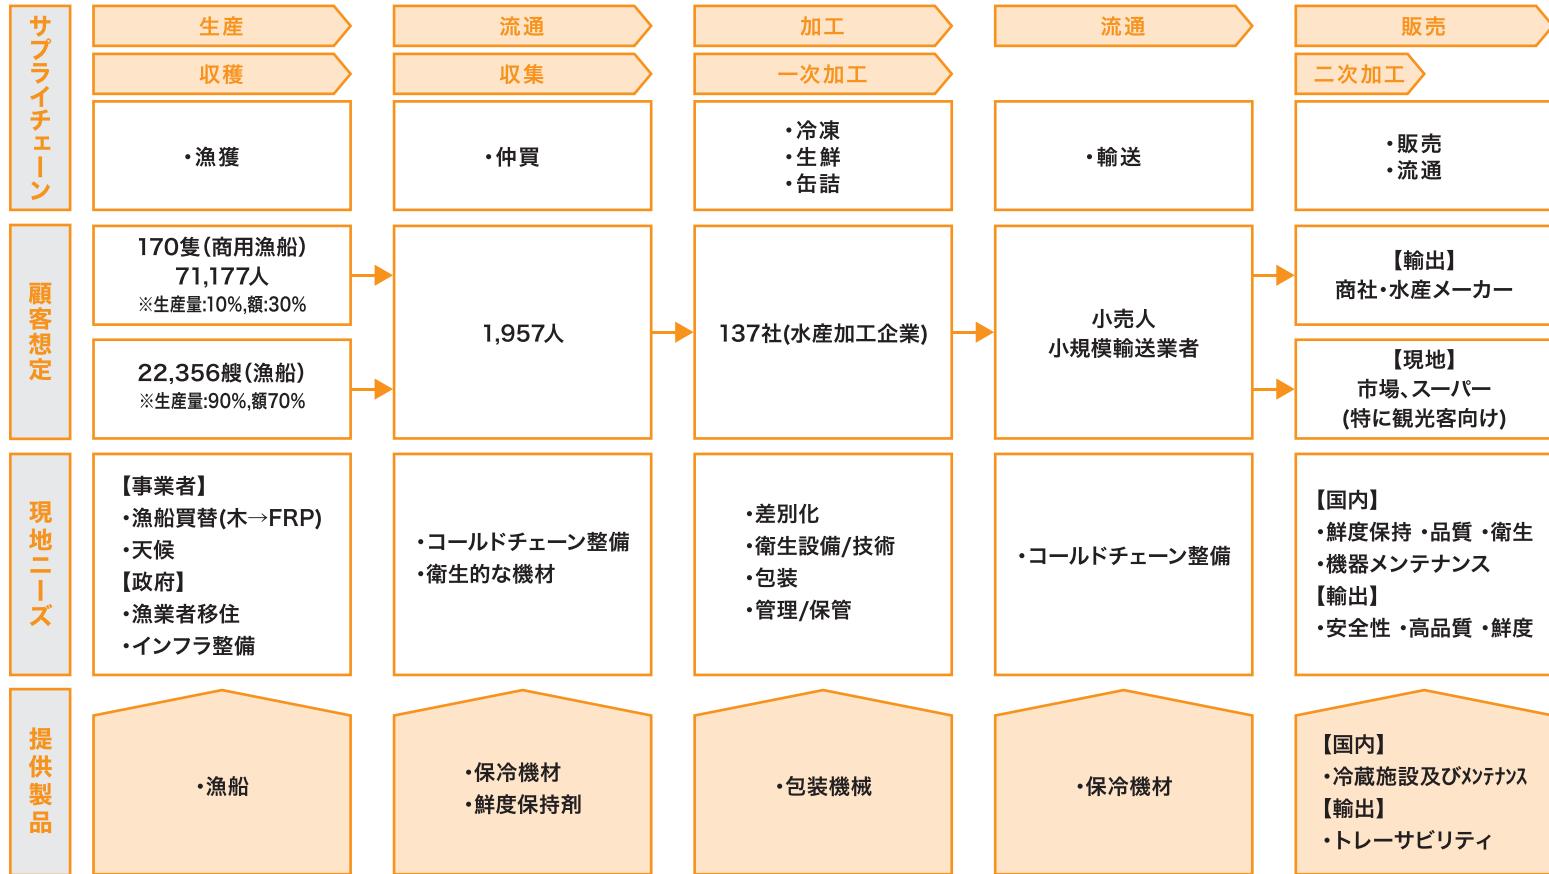 サプライチェーン
生産
流通
加工
流通
販売
収穫
収集
一次加工
二次加工
・漁獲
・仲買
・冷凍
・生鮮
・缶詰
・輸送
・販売
・流通
顧客想定
170隻(商用漁船)
71,177人
※生産量:10%,額:30%
22,356艘(漁船)
※生産量:90%,額70%
1,957人
137社(水産加工企業)
小売人
小規模輸送業者
【輸出】
商社・水産メーカー
【現地】
市場、スーパー
(特に観光客向け)
現地ニーズ
【事業者】
・漁船買替(木→FRP)
・天候
【政府】
・漁業者移住
・インフラ整備
・コールドチェーン整備
・衛生的な機材
・差別化
・衛生設備/技術
・包装
・管理/保管
・コールドチェーン整備
【国内】
・鮮度保持 ・品質 ・衛生
・機器メンテナンス
【輸出】
・安全性 ・高品質 ・鮮度
提供製品
・漁船
・保冷機材
・鮮度保持剤
・包装機械
・保冷機材
【国内】
・冷蔵施設及びメンテナンス
【輸出】
・トレーサビリティ